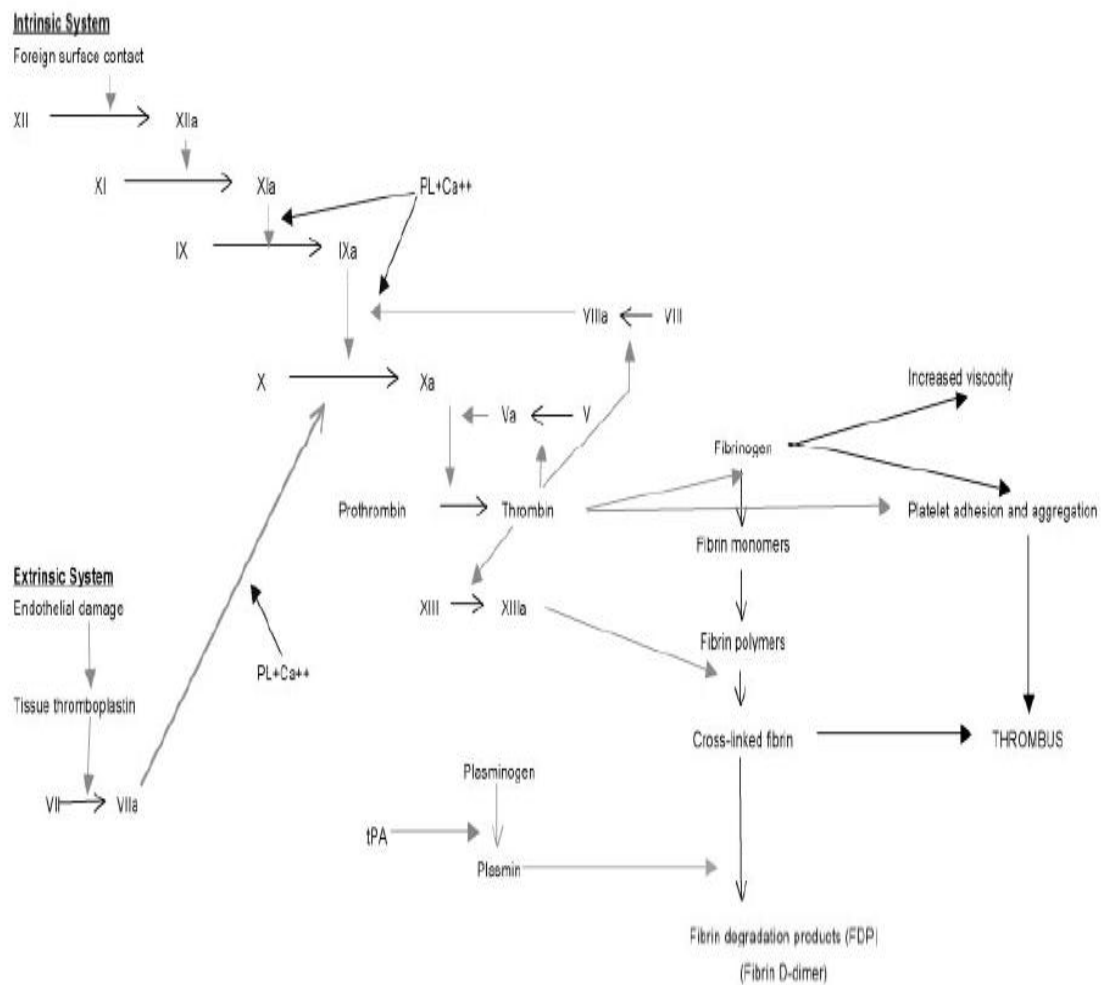 Intrinsic System
Foreign surface contact
XII
XIIa
XI
XIa
PL+Ca++
IX
IXa
VIIIa
VIII
X
Xa
Increased viscocity
Va
V
Fibrinogen
Prothrombin
Thrombin
Platelet adhesion and aggregation
Fibrin monomers
Extrinsic System
Endothelial damage
XIII
XIIIa
Fibrin polymers
PL+Ca++
Tissue thromboplastin
Cross-linked fibrin
THROMBUS
Plasminogen
VII
VIIa
tPA
Plasmin
Fibrin degradation products (FDP)
(Fibrin D-dimer)